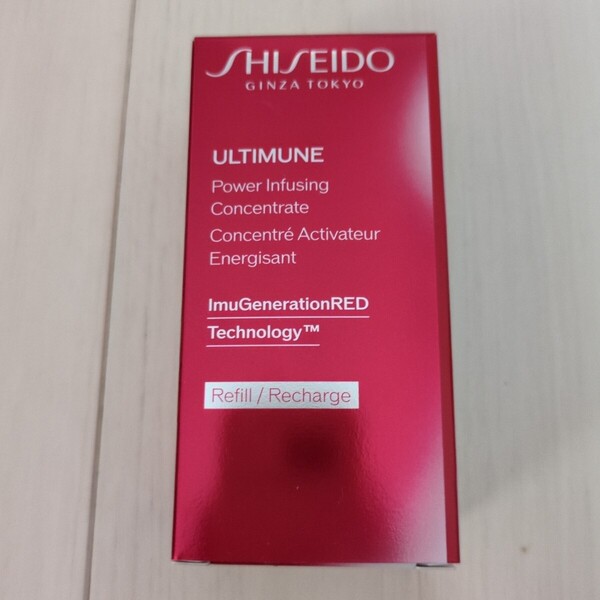 SHISEIDO
GINZA TOKYO
ULTIMUNE
Power Infusing
Concentrate
Concentré Activateur
Energisant
ImuGenerationRED
Technology™
Refill / Recharge